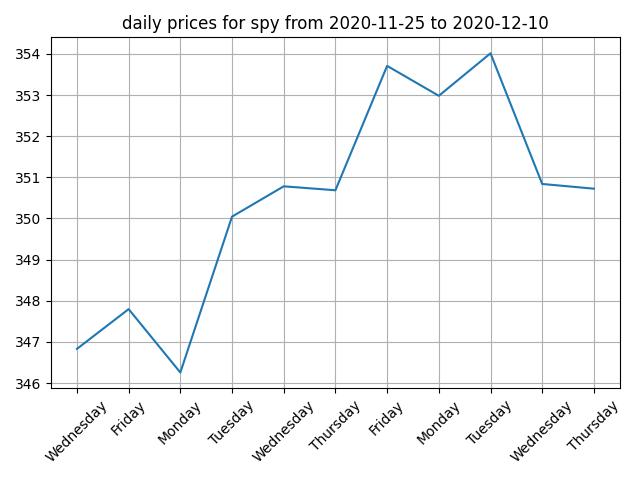 daily prices for spy from 2020-11-25 to 2020-12-10
354
353
352
351
350
349
348
347
346
Wednesday
Friday
Monday
Tuesday
Wednesday
Thursday
Friday
Monday
Tuesday
Wednesday
Thursday